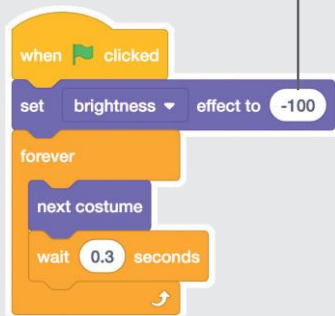 when clicked
set brightness effect to -100
forever
next costume
wait 0.3 seconds